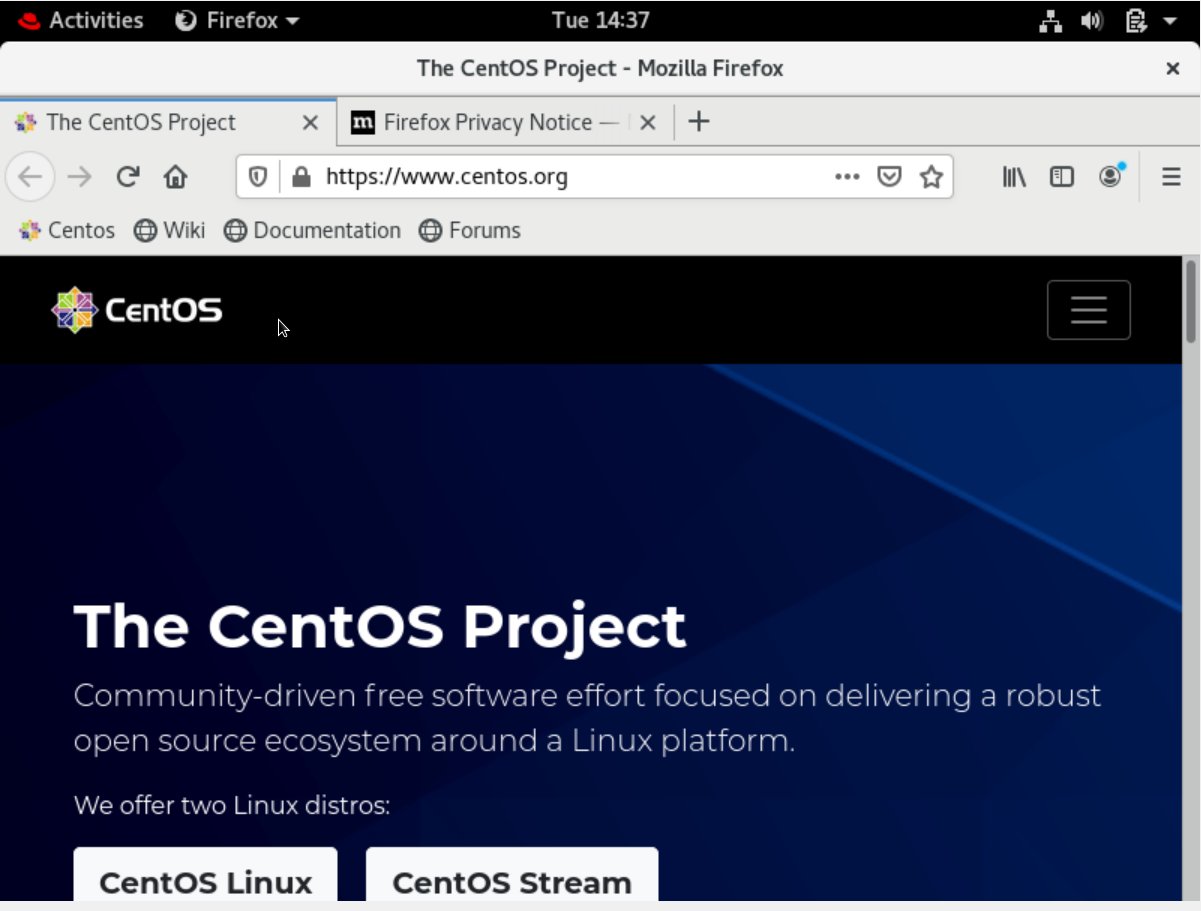 Activities Firefox Tue 14:37
The CentOS Project - Mozilla Firefox
The CentOS Project Firefox Privacy Notice —
https://www.centos.org
Centos Wiki Documentation Forums
CentOS
The CentOS Project
Community-driven free software effort focused on delivering a robust
open source ecosystem around a Linux platform.
We offer two Linux distros:
CentOS Linux CentOS Stream